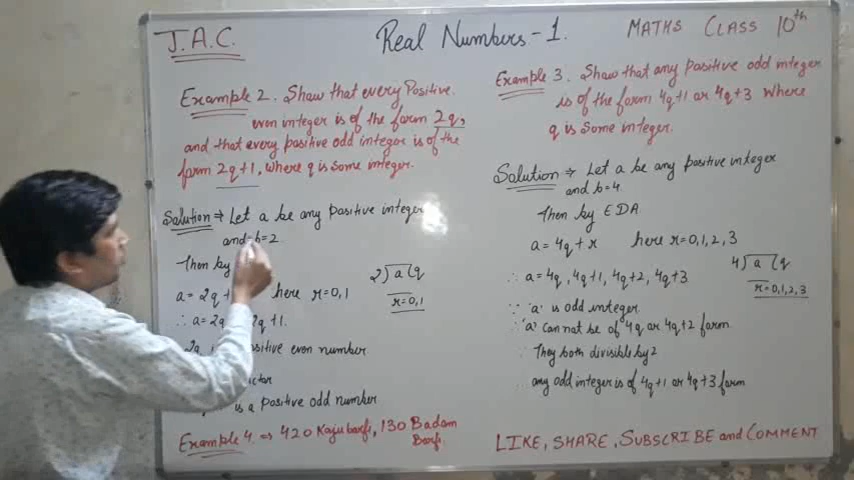 J.A.C.
Real Numbers-1.
MATHS CLASS 10th
Example 2. Show that every Positive
even integer is of the form 2q,
and that every positive odd integer is of the
form 2q+1, where q is some integer.
Solution ⇒ Let a be any positive integer
and b=2
Then by
a= 2q+ here r=0,1
∴ a=2q 2q+1.
2q sitive even number
ctor
is a positive odd number
2) a (q
r=0,1
Example 4 ⇒ 420 Kaju barfi, 130 Badam
Barfi.
Example 3. Show that any positive odd integer
is of the form 4q+1 or 4q+3 where
q is some integer.
Solution ⇒ Let a be any positive integer
and b=4.
Then by EDA
a=4q+r here r=0,1,2,3
∴ a=4q, 4q+1, 4q+2, 4q+3
4) a (q
r=0,1,2,3
∵ 'a' is odd integer
∴ 'a' can not be of 4q or 4q+2 form
∵ They both divisible by 2
∴ any odd integer is of 4q+1 or 4q+3 form
LIKE, SHARE, SUBSCRIBE and COMMENT